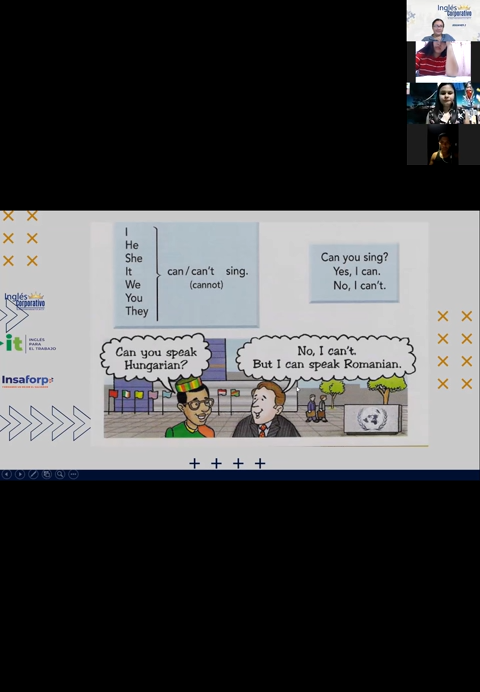 Inglés
Corporativo
I
He
She
It
We
You
They
can/can't sing.
(cannot)
Can you sing?
Yes, I can.
No, I can't.
Inglés
Corporativo
it
INGLÉS
PARA
EL TRABAJO
Insaforp
Can you speak
Hungarian?
No, I can't.
But I can speak Romanian.